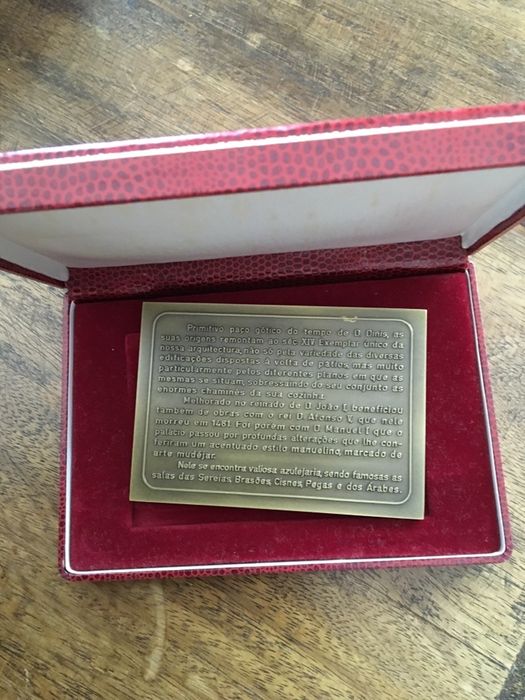 Primitivo paço gótico do tempo de D Dinis, as
suas origens remontam ao séc XIV Exemplar único da
nossa arquitectura, não só pela variedade das diversas
edificações dispostas à volta de pátios, mas muito
particularmente pelos diferentes planos em que as
mesmas se situam, sobressaindo do seu conjunto as
enormes chaminés da sua cozinha.
Melhorado no reinado de D João I, beneficiou
também de obras com o rei D. Afonso V, que nele
morreu em 1481. Foi porém com D Manuel I que o
palácio passou por profundas alterações que lhe con-
feriram um acentuado estilo manuelino, marcado de
arte mudéjar.
Nele se encontra valiosa azulejaria, sendo famosas as
salas das Sereias, Brasões, Cisnes, Pegas e dos Árabes.